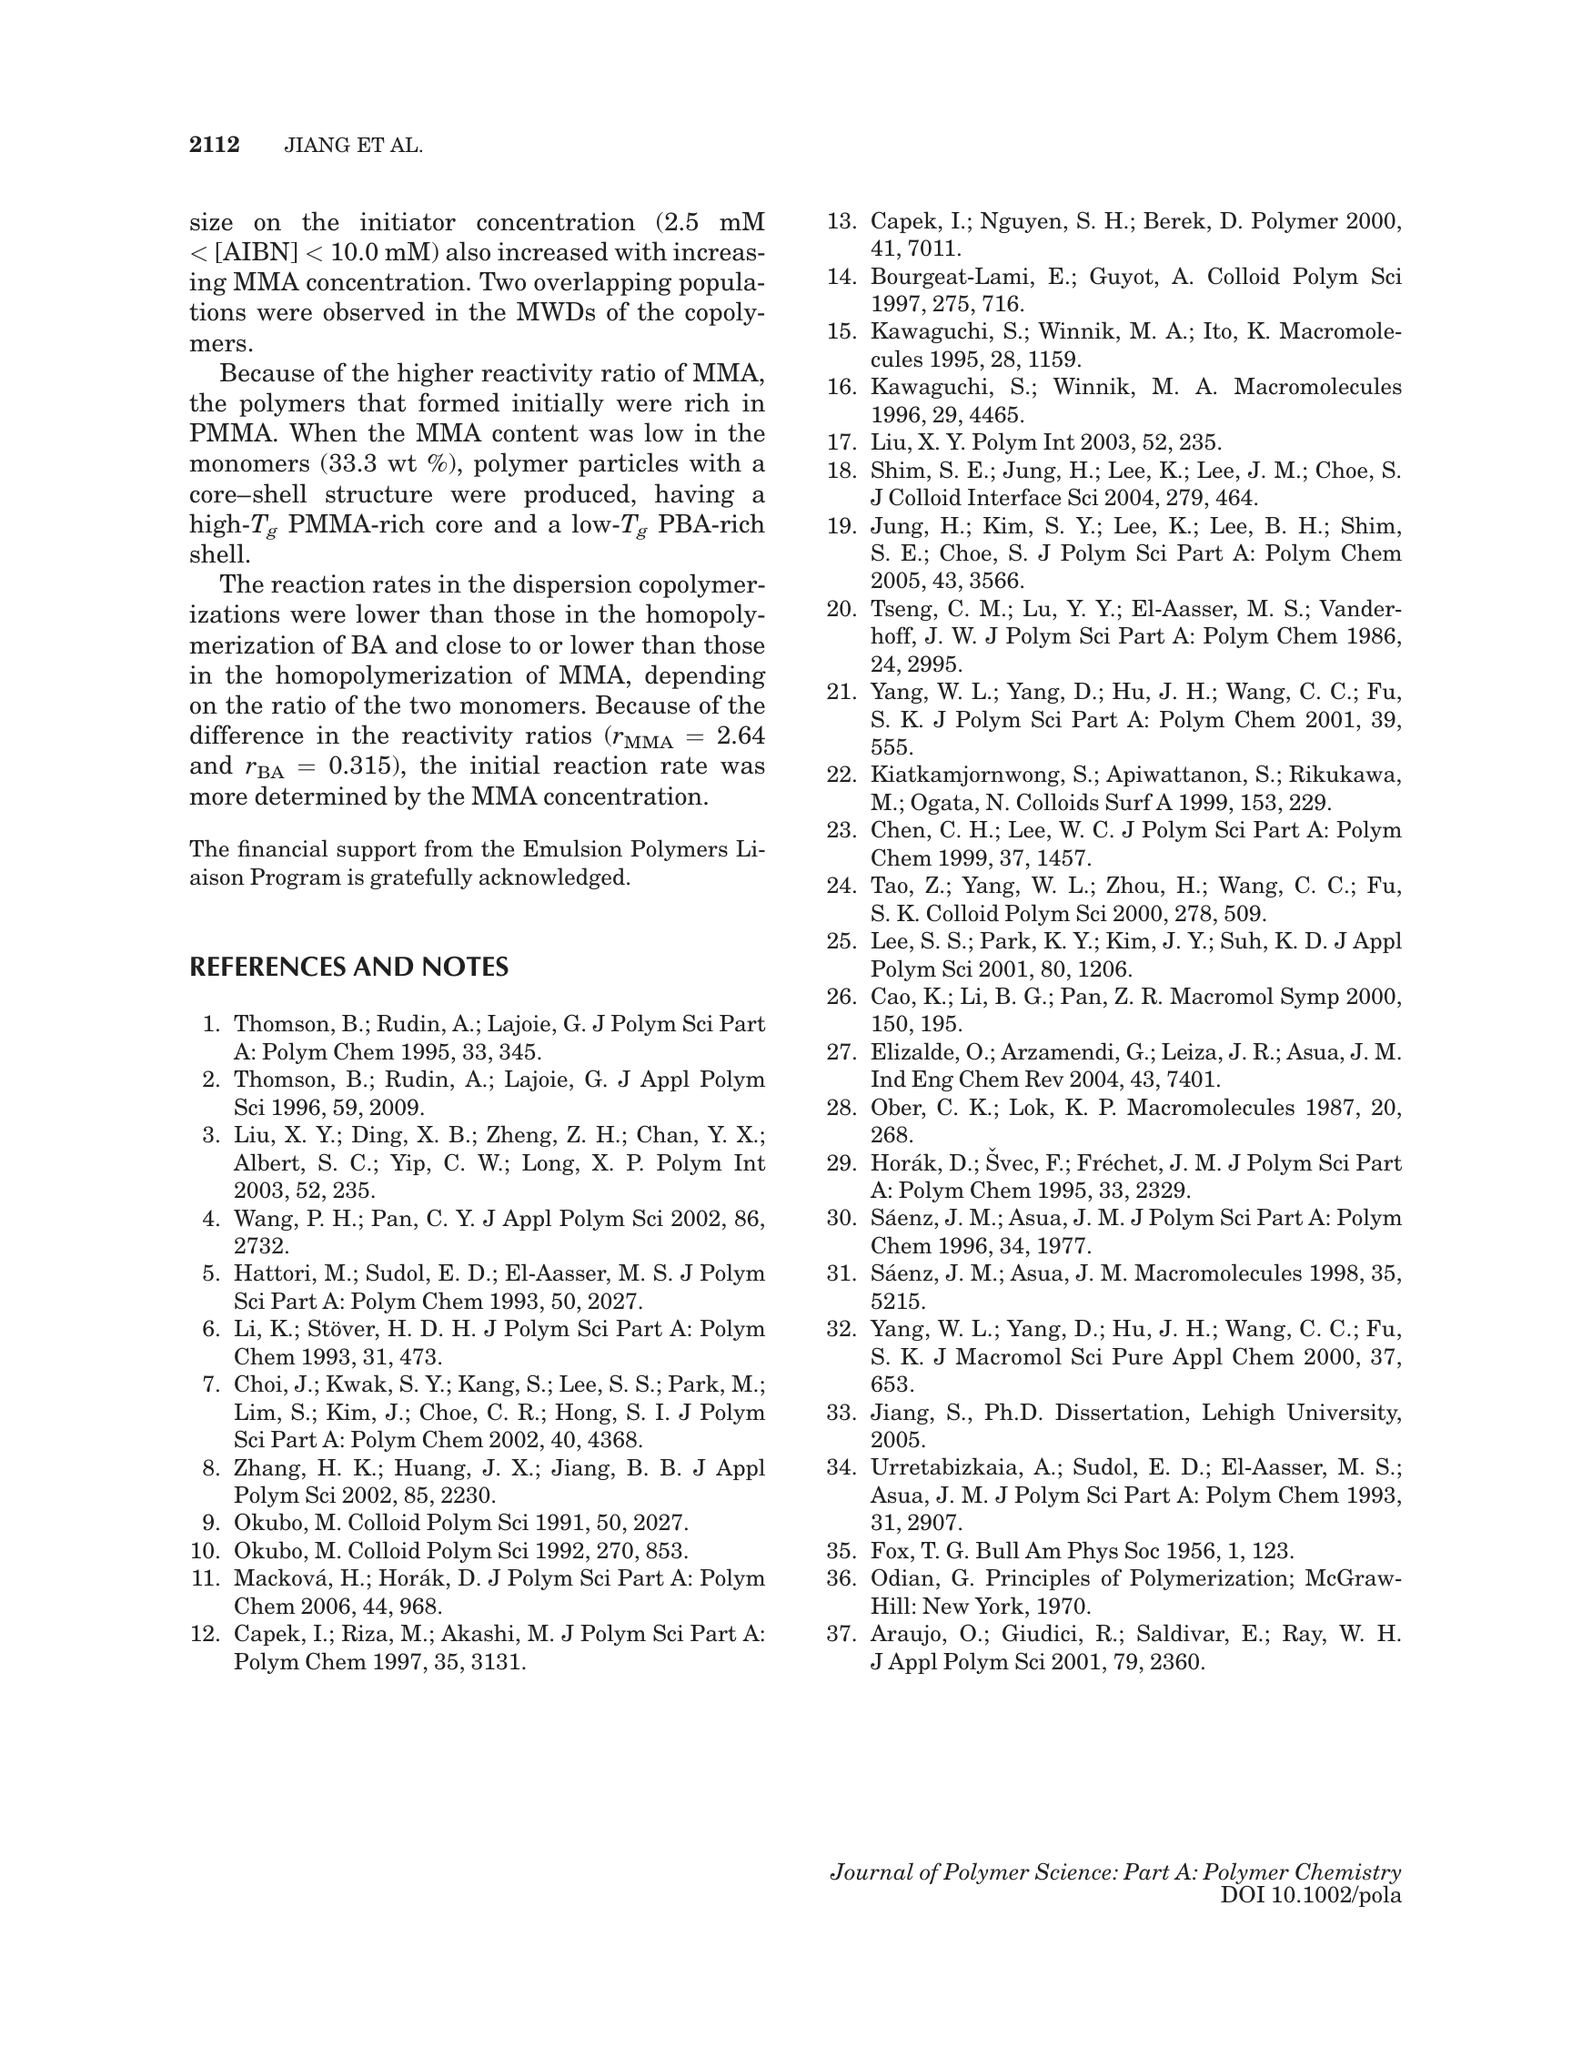 2112 JIANG ET AL.
size on the initiator concentration (2.5 mM
< [AIBN] < 10.0 mM) also increased with increas-
ing MMA concentration. Two overlapping popula-
tions were observed in the MWDs of the copoly-
mers.
Because of the higher reactivity ratio of MMA,
the polymers that formed initially were rich in
PMMA. When the MMA content was low in the
monomers (33.3 wt %), polymer particles with a
core–shell structure were produced, having a
high-Tg PMMA-rich core and a low-Tg PBA-rich
shell.
The reaction rates in the dispersion copolymer-
izations were lower than those in the homopoly-
merization of BA and close to or lower than those
in the homopolymerization of MMA, depending
on the ratio of the two monomers. Because of the
difference in the reactivity ratios (rMMA = 2.64
and rBA = 0.315), the initial reaction rate was
more determined by the MMA concentration.
The financial support from the Emulsion Polymers Li-
aison Program is gratefully acknowledged.
REFERENCES AND NOTES
1. Thomson, B.; Rudin, A.; Lajoie, G. J Polym Sci Part
A: Polym Chem 1995, 33, 345.
2. Thomson, B.; Rudin, A.; Lajoie, G. J Appl Polym
Sci 1996, 59, 2009.
3. Liu, X. Y.; Ding, X. B.; Zheng, Z. H.; Chan, Y. X.;
Albert, S. C.; Yip, C. W.; Long, X. P. Polym Int
2003, 52, 235.
4. Wang, P. H.; Pan, C. Y. J Appl Polym Sci 2002, 86,
2732.
5. Hattori, M.; Sudol, E. D.; El-Aasser, M. S. J Polym
Sci Part A: Polym Chem 1993, 50, 2027.
6. Li, K.; Stöver, H. D. H. J Polym Sci Part A: Polym
Chem 1993, 31, 473.
7. Choi, J.; Kwak, S. Y.; Kang, S.; Lee, S. S.; Park, M.;
Lim, S.; Kim, J.; Choe, C. R.; Hong, S. I. J Polym
Sci Part A: Polym Chem 2002, 40, 4368.
8. Zhang, H. K.; Huang, J. X.; Jiang, B. B. J Appl
Polym Sci 2002, 85, 2230.
9. Okubo, M. Colloid Polym Sci 1991, 50, 2027.
10. Okubo, M. Colloid Polym Sci 1992, 270, 853.
11. Macková, H.; Horák, D. J Polym Sci Part A: Polym
Chem 2006, 44, 968.
12. Capek, I.; Riza, M.; Akashi, M. J Polym Sci Part A:
Polym Chem 1997, 35, 3131.
13. Capek, I.; Nguyen, S. H.; Berek, D. Polymer 2000,
41, 7011.
14. Bourgeat-Lami, E.; Guyot, A. Colloid Polym Sci
1997, 275, 716.
15. Kawaguchi, S.; Winnik, M. A.; Ito, K. Macromole-
cules 1995, 28, 1159.
16. Kawaguchi, S.; Winnik, M. A. Macromolecules
1996, 29, 4465.
17. Liu, X. Y. Polym Int 2003, 52, 235.
18. Shim, S. E.; Jung, H.; Lee, K.; Lee, J. M.; Choe, S.
J Colloid Interface Sci 2004, 279, 464.
19. Jung, H.; Kim, S. Y.; Lee, K.; Lee, B. H.; Shim,
S. E.; Choe, S. J Polym Sci Part A: Polym Chem
2005, 43, 3566.
20. Tseng, C. M.; Lu, Y. Y.; El-Aasser, M. S.; Vander-
hoff, J. W. J Polym Sci Part A: Polym Chem 1986,
24, 2995.
21. Yang, W. L.; Yang, D.; Hu, J. H.; Wang, C. C.; Fu,
S. K. J Polym Sci Part A: Polym Chem 2001, 39,
555.
22. Kiatkamjornwong, S.; Apiwattanon, S.; Rikukawa,
M.; Ogata, N. Colloids Surf A 1999, 153, 229.
23. Chen, C. H.; Lee, W. C. J Polym Sci Part A: Polym
Chem 1999, 37, 1457.
24. Tao, Z.; Yang, W. L.; Zhou, H.; Wang, C. C.; Fu,
S. K. Colloid Polym Sci 2000, 278, 509.
25. Lee, S. S.; Park, K. Y.; Kim, J. Y.; Suh, K. D. J Appl
Polym Sci 2001, 80, 1206.
26. Cao, K.; Li, B. G.; Pan, Z. R. Macromol Symp 2000,
150, 195.
27. Elizalde, O.; Arzamendi, G.; Leiza, J. R.; Asua, J. M.
Ind Eng Chem Rev 2004, 43, 7401.
28. Ober, C. K.; Lok, K. P. Macromolecules 1987, 20,
268.
29. Horák, D.; Švec, F.; Fréchet, J. M. J Polym Sci Part
A: Polym Chem 1995, 33, 2329.
30. Sáenz, J. M.; Asua, J. M. J Polym Sci Part A: Polym
Chem 1996, 34, 1977.
31. Sáenz, J. M.; Asua, J. M. Macromolecules 1998, 35,
5215.
32. Yang, W. L.; Yang, D.; Hu, J. H.; Wang, C. C.; Fu,
S. K. J Macromol Sci Pure Appl Chem 2000, 37,
653.
33. Jiang, S., Ph.D. Dissertation, Lehigh University,
2005.
34. Urretabizkaia, A.; Sudol, E. D.; El-Aasser, M. S.;
Asua, J. M. J Polym Sci Part A: Polym Chem 1993,
31, 2907.
35. Fox, T. G. Bull Am Phys Soc 1956, 1, 123.
36. Odian, G. Principles of Polymerization; McGraw-
Hill: New York, 1970.
37. Araujo, O.; Giudici, R.; Saldivar, E.; Ray, W. H.
J Appl Polym Sci 2001, 79, 2360.
Journal of Polymer Science: Part A: Polymer Chemistry
DOI 10.1002/pola